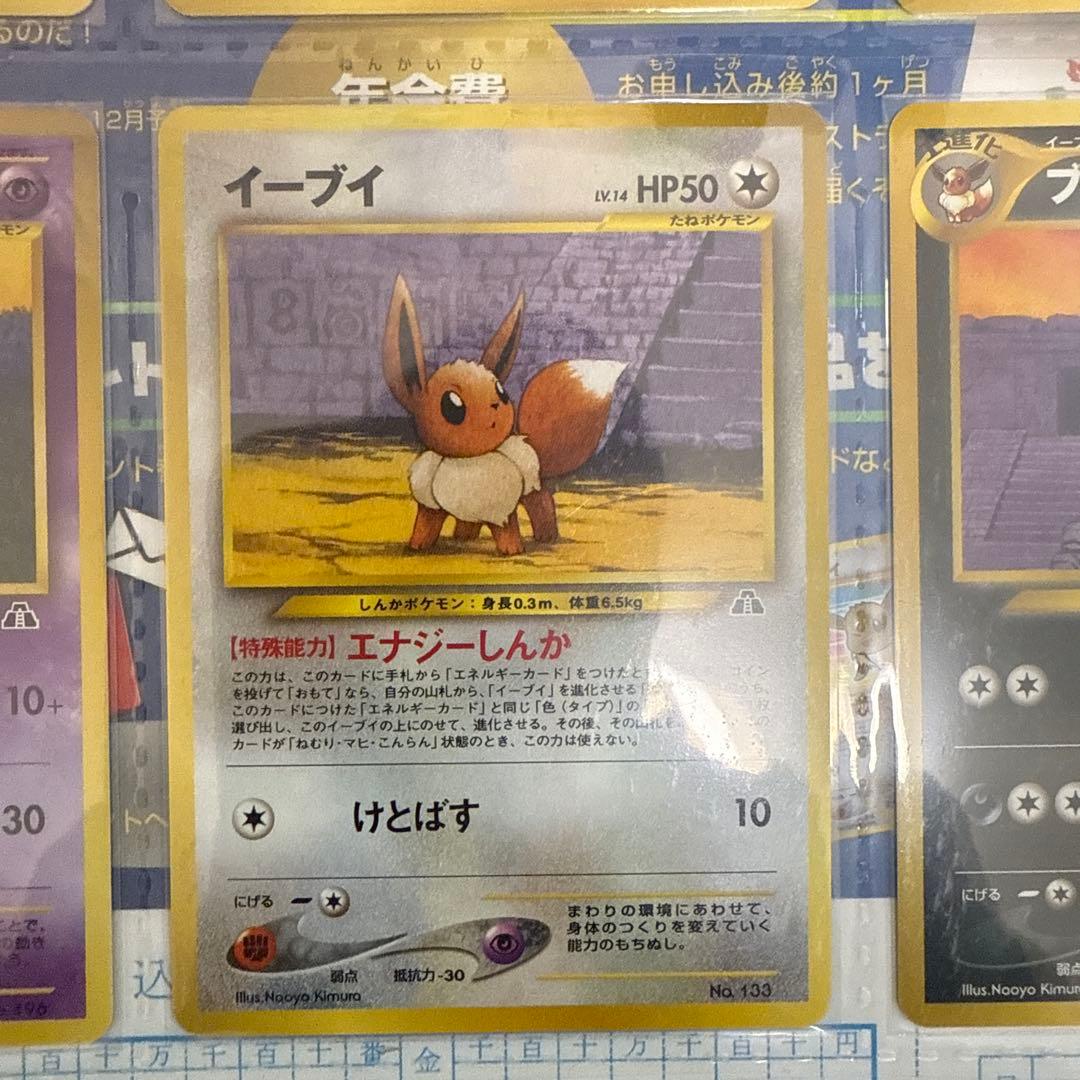 るのだ！
ねんかいひ
年会費
もう こ ご やく げつ
お申し込み後約1ヶ月
12月
スト
届くそ
イーブイ
LV.14 HP50
たねポケモン
しんかポケモン：身長0.3m、体重6.5kg
【特殊能力】エナジーしんか
この力は、このカードに手札から「エネルギーカード」をつけたと
を投げて「おもて」なら、自分の山札から、「イーブイ」を進化させる
このカードにつけた「エネルギーカード」と同じ「色（タイプ）」の
選び出し、このイーブイの上にのせて、進化させる。その後、その山札を
カードが「ねむり・マヒ・こんらん」状態のとき、この力は使えない。
けとばす 10
にげる
弱点 抵抗力-30
まわりの環境にあわせて、
身体のつくりを変えていく
能力のもちぬし。
Illus.Naoyo Kimura
No. 133
モン
10+
30
進化
ブ
にげる
弱点
Illus.Naoyo Kimu
込
百 十 万 千 百 十 番 金 千 百 十 万 千 百 十 円